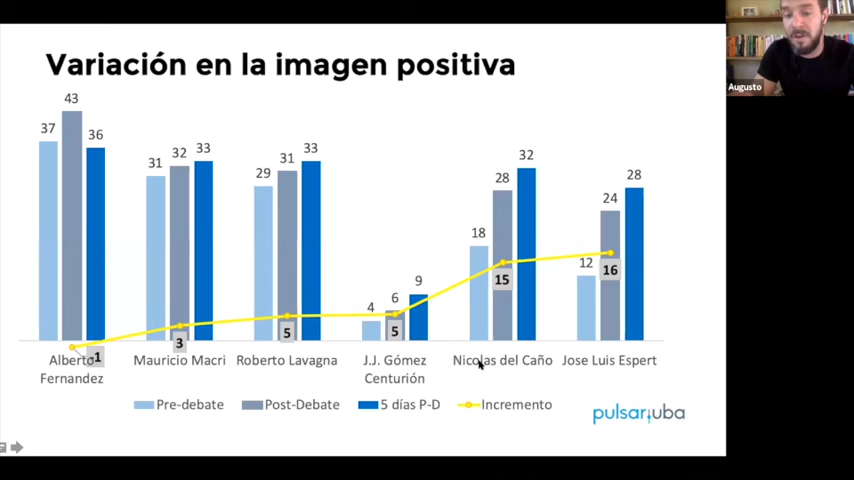 Variación en la imagen positiva
Augusto
37 43 36
31 32 33
29 31 33
4 6 9
18 28 32
12 24 28
-1 3 5 5 15 16
Alberto Fernandez
Mauricio Macri
Roberto Lavagna
J.J. Gómez Centurión
Nicolas del Caño
Jose Luis Espert
Pre-debate
Post-Debate
5 días P-D
Incremento
pulsar.uba